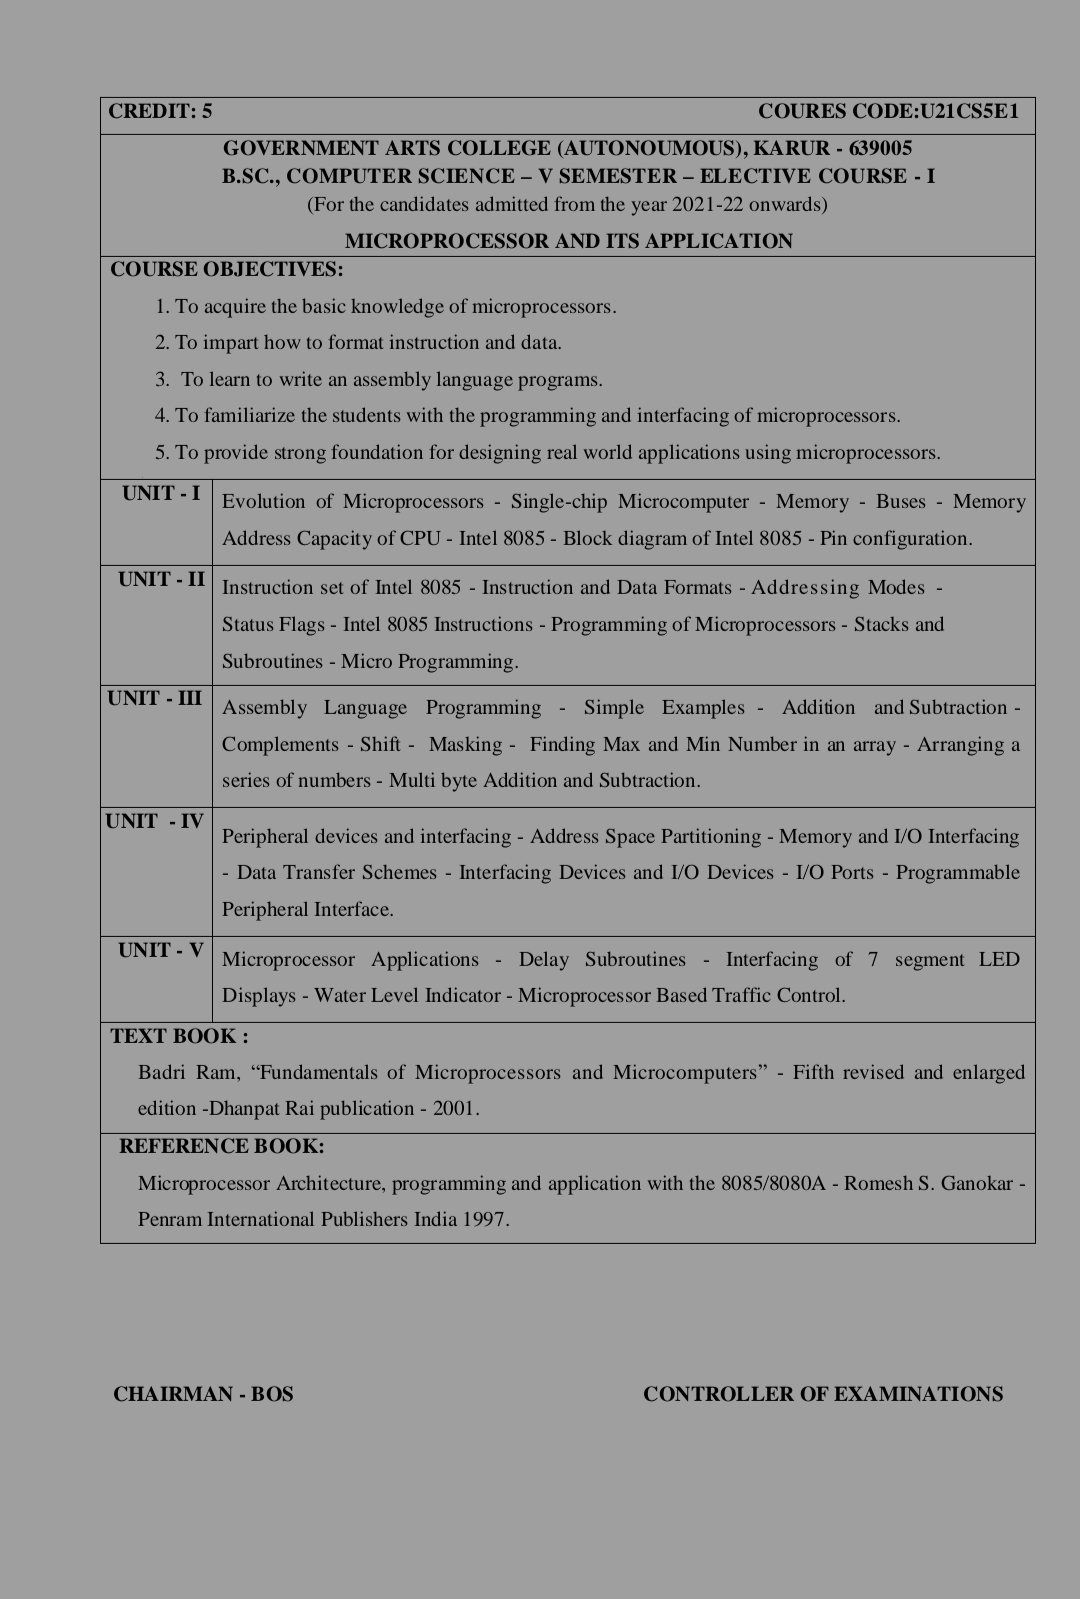 CREDIT: 5 COURES CODE:U21CS5E1
GOVERNMENT ARTS COLLEGE (AUTONOUMOUS), KARUR - 639005
B.SC., COMPUTER SCIENCE – V SEMESTER – ELECTIVE COURSE - I
(For the candidates admitted from the year 2021-22 onwards)
MICROPROCESSOR AND ITS APPLICATION
COURSE OBJECTIVES:
1. To acquire the basic knowledge of microprocessors.
2. To impart how to format instruction and data.
3. To learn to write an assembly language programs.
4. To familiarize the students with the programming and interfacing of microprocessors.
5. To provide strong foundation for designing real world applications using microprocessors.
UNIT - I Evolution of Microprocessors - Single-chip Microcomputer - Memory - Buses - Memory
Address Capacity of CPU - Intel 8085 - Block diagram of Intel 8085 - Pin configuration.
UNIT - II Instruction set of Intel 8085 - Instruction and Data Formats - Addressing Modes -
Status Flags - Intel 8085 Instructions - Programming of Microprocessors - Stacks and
Subroutines - Micro Programming.
UNIT - III Assembly Language Programming - Simple Examples - Addition and Subtraction -
Complements - Shift - Masking - Finding Max and Min Number in an array - Arranging a
series of numbers - Multi byte Addition and Subtraction.
UNIT - IV Peripheral devices and interfacing - Address Space Partitioning - Memory and I/O Interfacing
- Data Transfer Schemes - Interfacing Devices and I/O Devices - I/O Ports - Programmable
Peripheral Interface.
UNIT - V Microprocessor Applications - Delay Subroutines - Interfacing of 7 segment LED
Displays - Water Level Indicator - Microprocessor Based Traffic Control.
TEXT BOOK :
Badri Ram, “Fundamentals of Microprocessors and Microcomputers” - Fifth revised and enlarged
edition -Dhanpat Rai publication - 2001.
REFERENCE BOOK:
Microprocessor Architecture, programming and application with the 8085/8080A - Romesh S. Ganokar -
Penram International Publishers India 1997.
CHAIRMAN - BOS CONTROLLER OF EXAMINATIONS